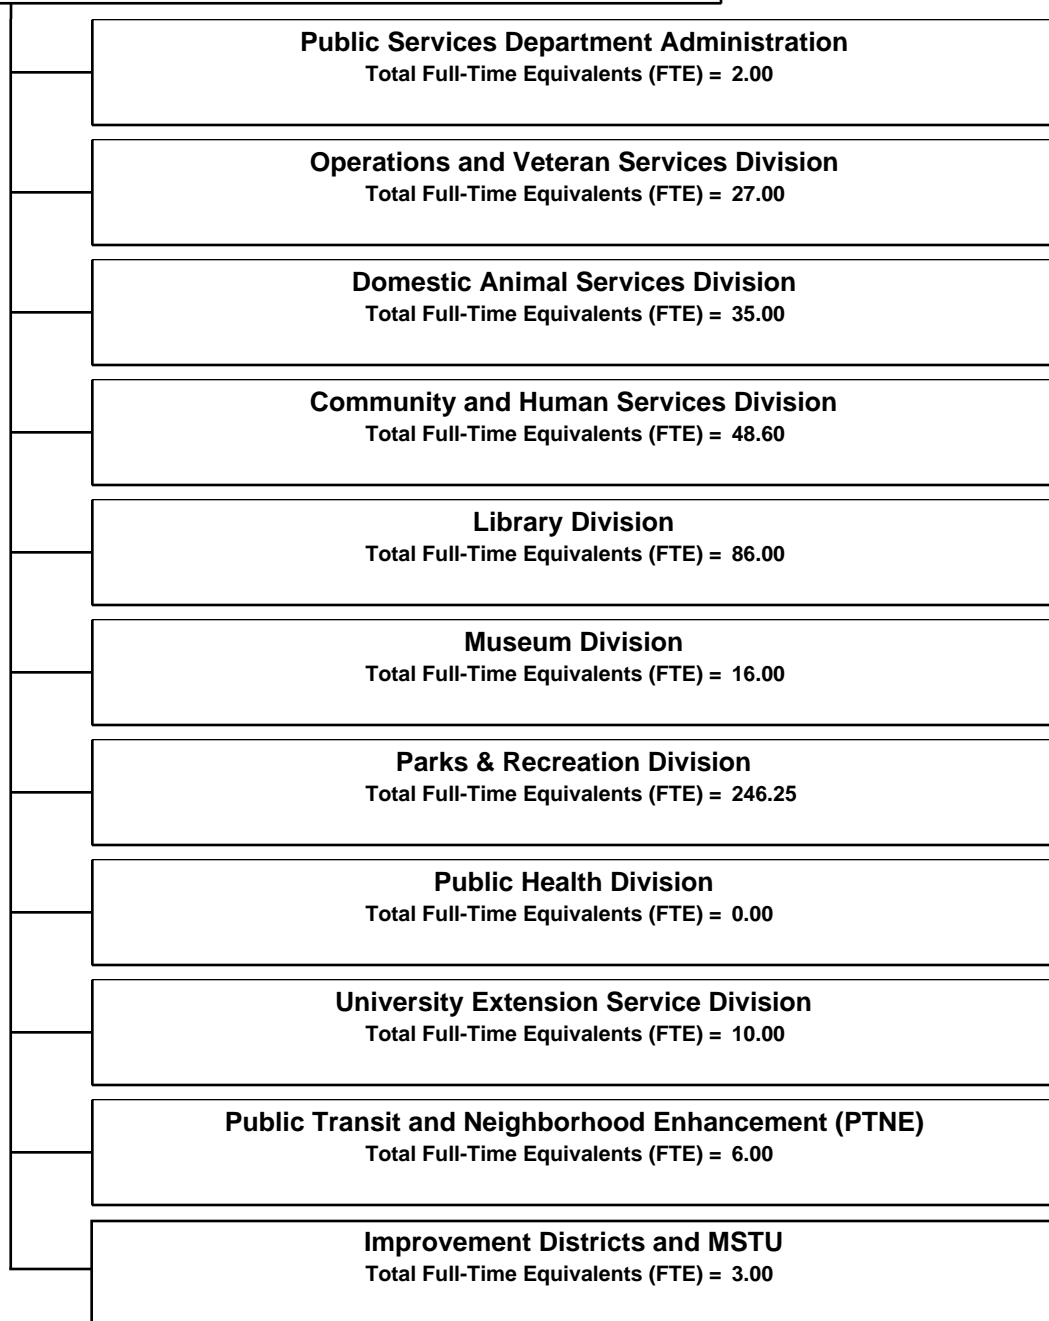 Public Services Department Administration
Total Full-Time Equivalents (FTE) = 2.00
Operations and Veteran Services Division
Total Full-Time Equivalents (FTE) = 27.00
Domestic Animal Services Division
Total Full-Time Equivalents (FTE) = 35.00
Community and Human Services Division
Total Full-Time Equivalents (FTE) = 48.60
Library Division
Total Full-Time Equivalents (FTE) = 86.00
Museum Division
Total Full-Time Equivalents (FTE) = 16.00
Parks & Recreation Division
Total Full-Time Equivalents (FTE) = 246.25
Public Health Division
Total Full-Time Equivalents (FTE) = 0.00
University Extension Service Division
Total Full-Time Equivalents (FTE) = 10.00
Public Transit and Neighborhood Enhancement (PTNE)
Total Full-Time Equivalents (FTE) = 6.00
Improvement Districts and MSTU
Total Full-Time Equivalents (FTE) = 3.00